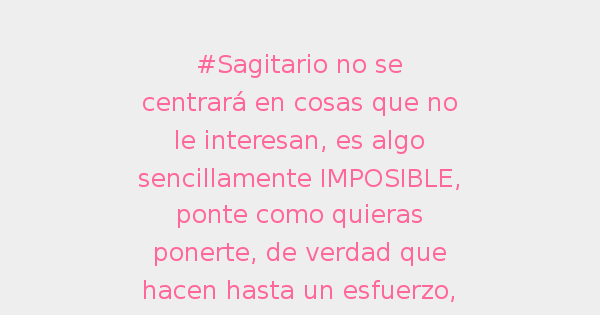 #Sagitario no se
centrará en cosas que no
le interesan, es algo
sencillamente IMPOSIBLE,
ponte como quieras
ponerte, de verdad que
hacen hasta un esfuerzo,